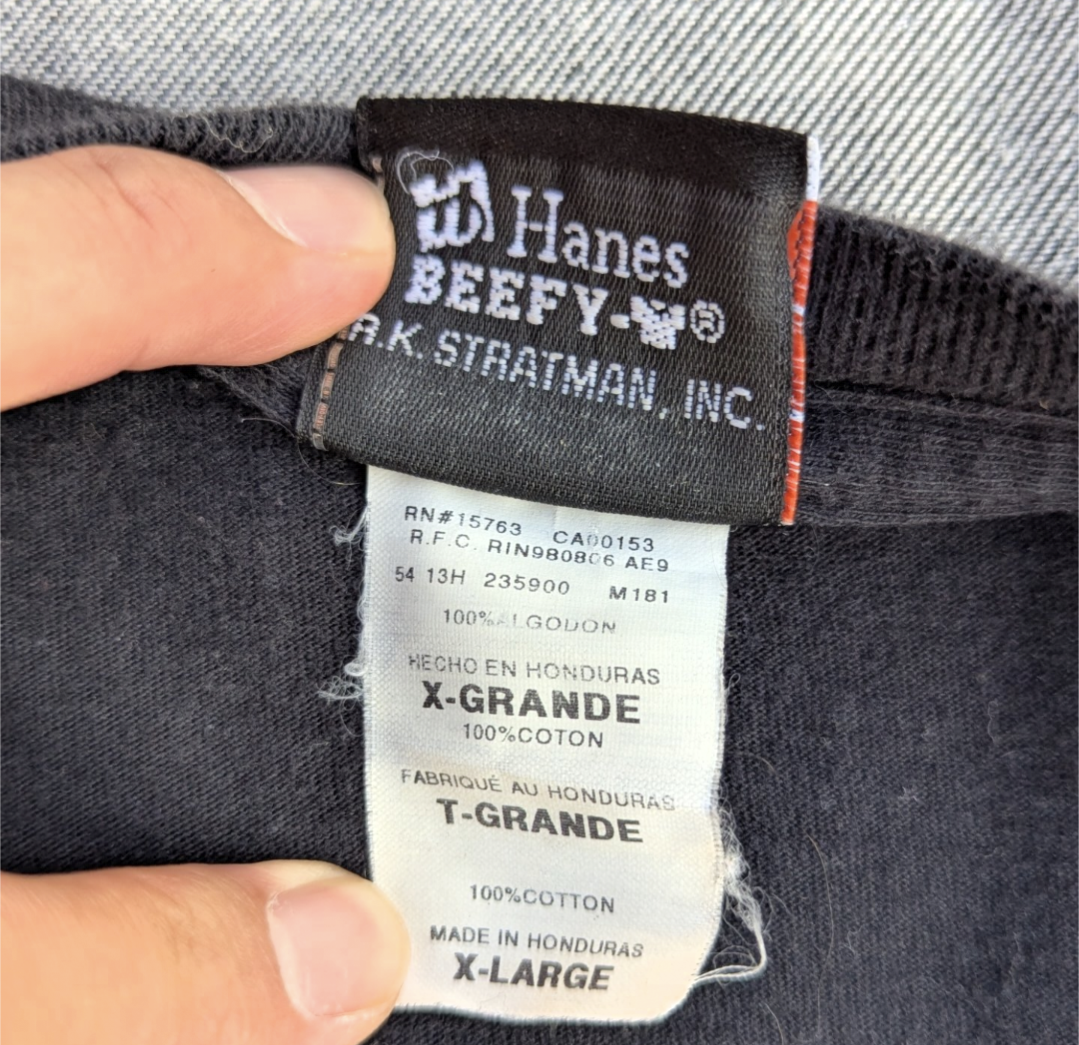 Hanes
BEEFY-T®
R.K. STRATMAN, INC.
RN#15763 CA00153
R.F.C. RIN980806 AE9
54 13H 235900 M181
100%ALGODON
HECHO EN HONDURAS
X-GRANDE
100%COTON
FABRIQUÉ AU HONDURAS
T-GRANDE
100%COTTON
MADE IN HONDURAS
X-LARGE